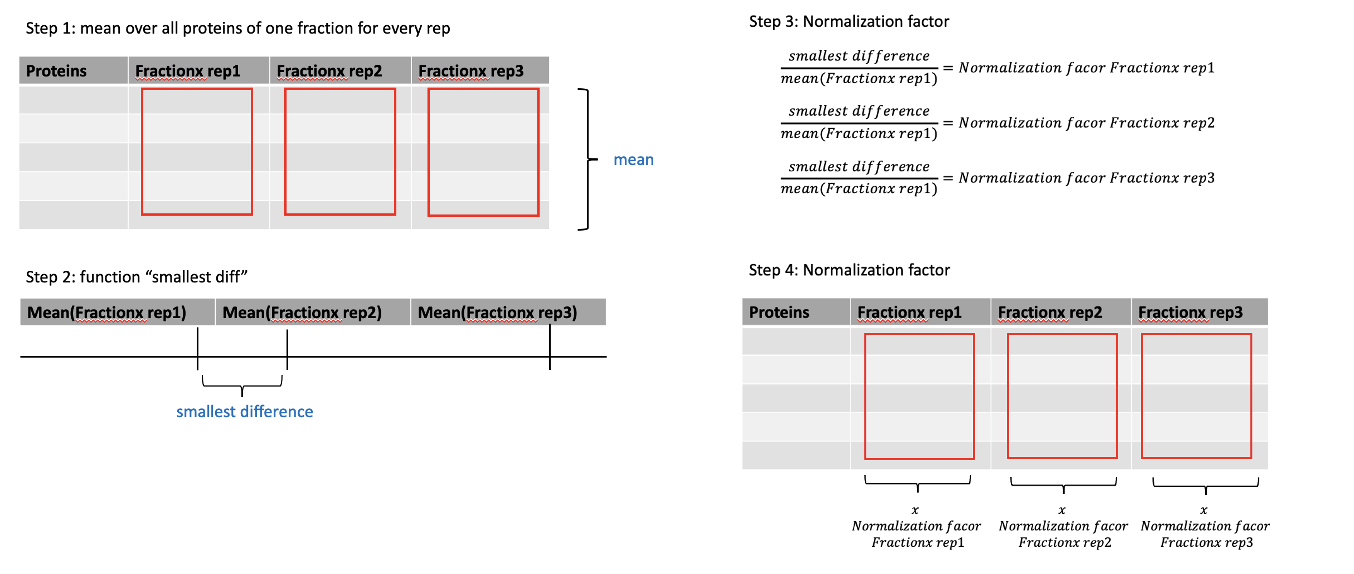 Step 1: mean over all proteins of one fraction for every rep
Proteins Fractionx rep1 Fractionx rep2 Fractionx rep3
mean
Step 2: function “smallest diff”
Mean(Fractionx rep1) Mean(Fractionx rep2) Mean(Fractionx rep3)
smallest difference
Step 3: Normalization factor
smallest difference
mean(Fractionx rep1)
= Normalization facor Fractionx rep1
smallest difference
mean(Fractionx rep1)
= Normalization facor Fractionx rep2
smallest difference
mean(Fractionx rep1)
= Normalization facor Fractionx rep3
Step 4: Normalization factor
Proteins Fractionx rep1 Fractionx rep2 Fractionx rep3
x x x
Normalization facor Normalization facor Normalization facor
Fractionx rep1 Fractionx rep2 Fractionx rep3